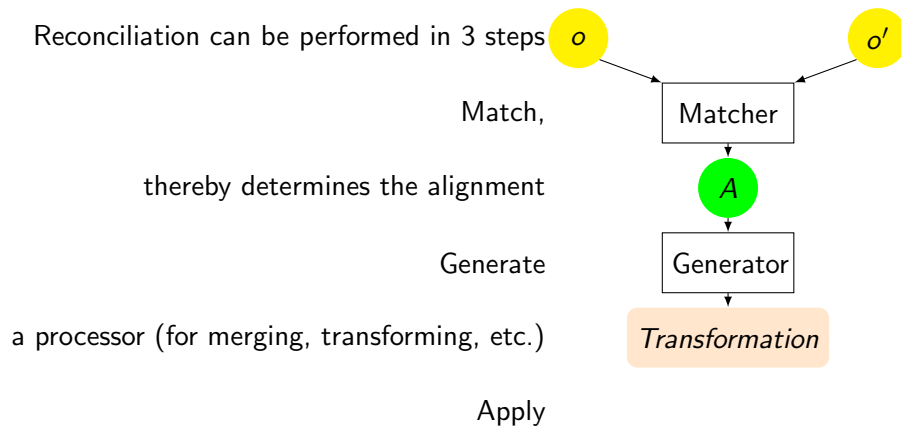 Reconciliation can be performed in 3 steps
o
o′
Match,
Matcher
thereby determines the alignment
A
Generate
Generator
a processor (for merging, transforming, etc.)
Transformation
Apply